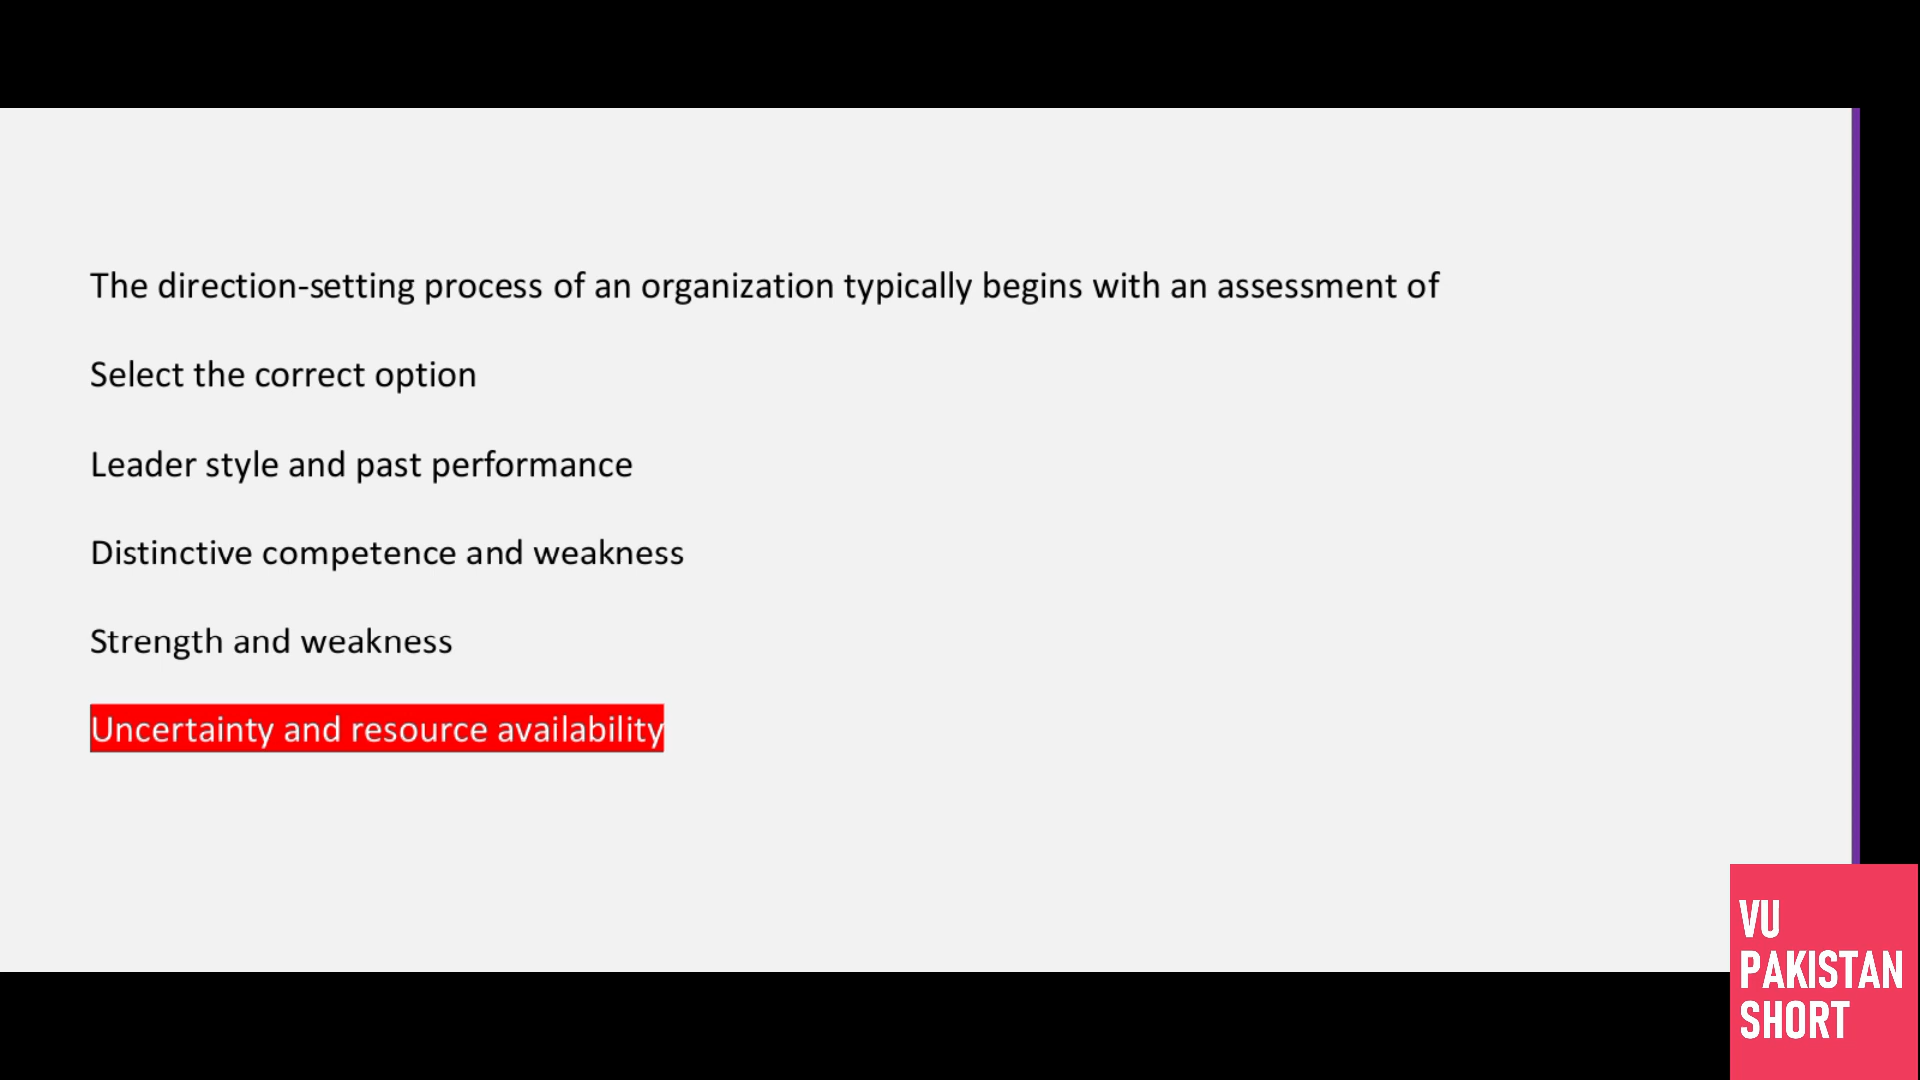 The direction-setting process of an organization typically begins with an assessment of
Select the correct option
Leader style and past performance
Distinctive competence and weakness
Strength and weakness
Uncertainty and resource availability
VU
PAKISTAN
SHORT